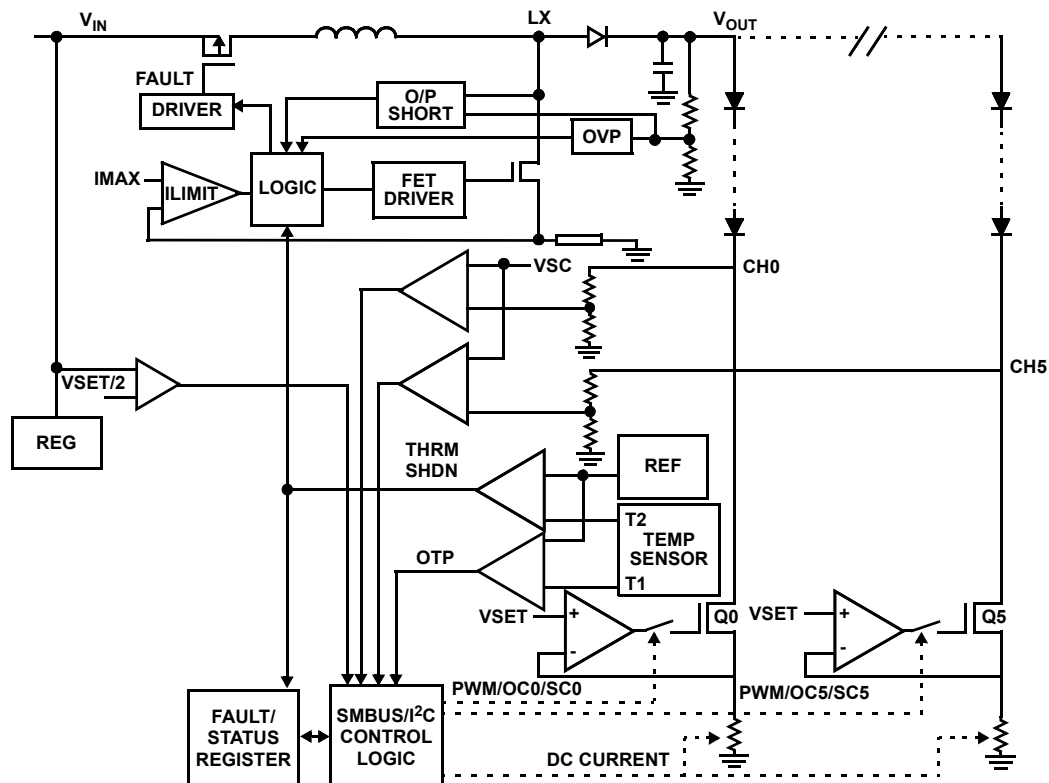 V_IN
LX
V_OUT
FAULT
DRIVER
O/P
SHORT
OVP
IMAX
ILIMIT
LOGIC
FET
DRIVER
VSC
CH0
VSET/2
CH5
REG
THRM
SHDN
REF
T2
TEMP
SENSOR
T1
OTP
VSET
+
-
Q0
VSET
+
-
Q5
PWM/OC0/SC0
PWM/OC5/SC5
FAULT/
STATUS
REGISTER
SMBUS/I²C
CONTROL
LOGIC
DC CURRENT